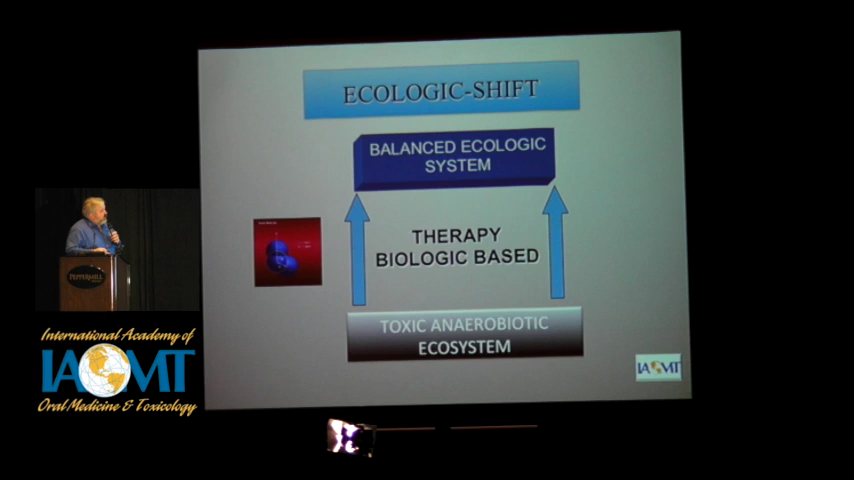 ECOLOGIC-SHIFT
BALANCED ECOLOGIC
SYSTEM
THERAPY
BIOLOGIC BASED
TOXIC ANAEROBIOTIC
ECOSYSTEM
IAOMT
PEPPERMILL
International Academy of
IAOMT
Oral Medicine & Toxicology